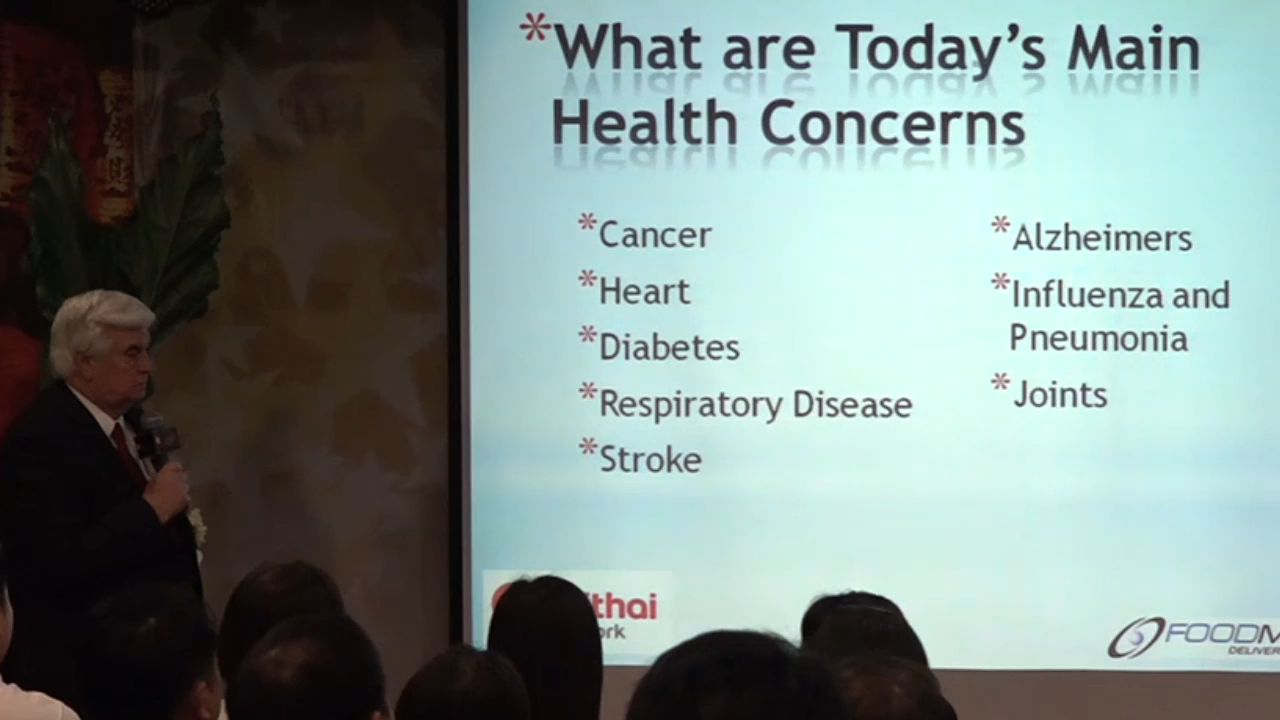 *What are Today's Main
Health Concerns
*Cancer
*Heart
*Diabetes
*Respiratory Disease
*Stroke
*Alzheimers
*Influenza and
Pneumonia
*Joints